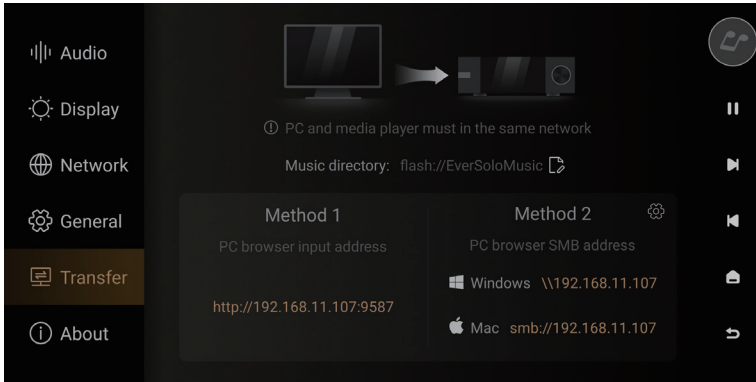 Audio
Display
Network
General
Transfer
About
PC and media player must in the same network
Music directory: flash://EverSoloMusic
Method 1
PC browser input address
http://192.168.11.107:9587
Method 2
PC browser SMB address
Windows \\192.168.11.107
Mac smb://192.168.11.107